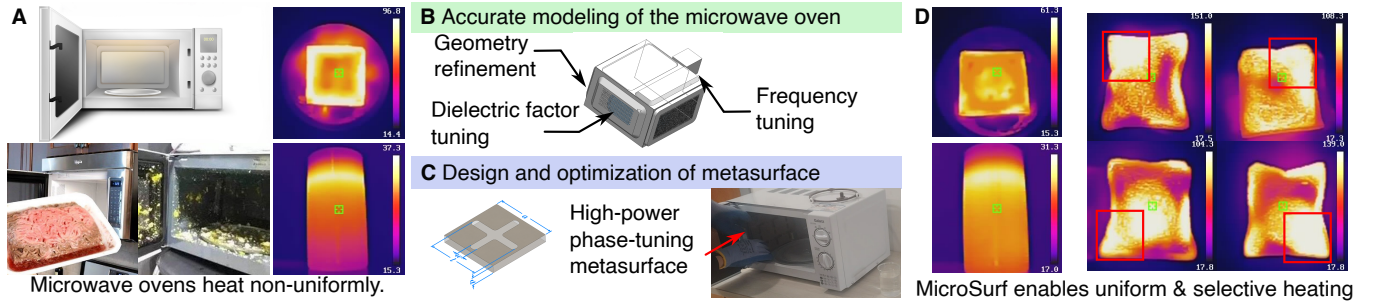 A
96.8
14.4
37.3
15.3
Microwave ovens heat non-uniformly.
B Accurate modeling of the microwave oven
Geometry
refinement
Dielectric factor
tuning
Frequency
tuning
C Design and optimization of metasurface
High-power
phase-tuning
metasurface
D
61.3
15.3
31.3
17.0
151.0
17.5
108.3
17.3
104.3
17.8
139.0
17.8
MicroSurf enables uniform & selective heating